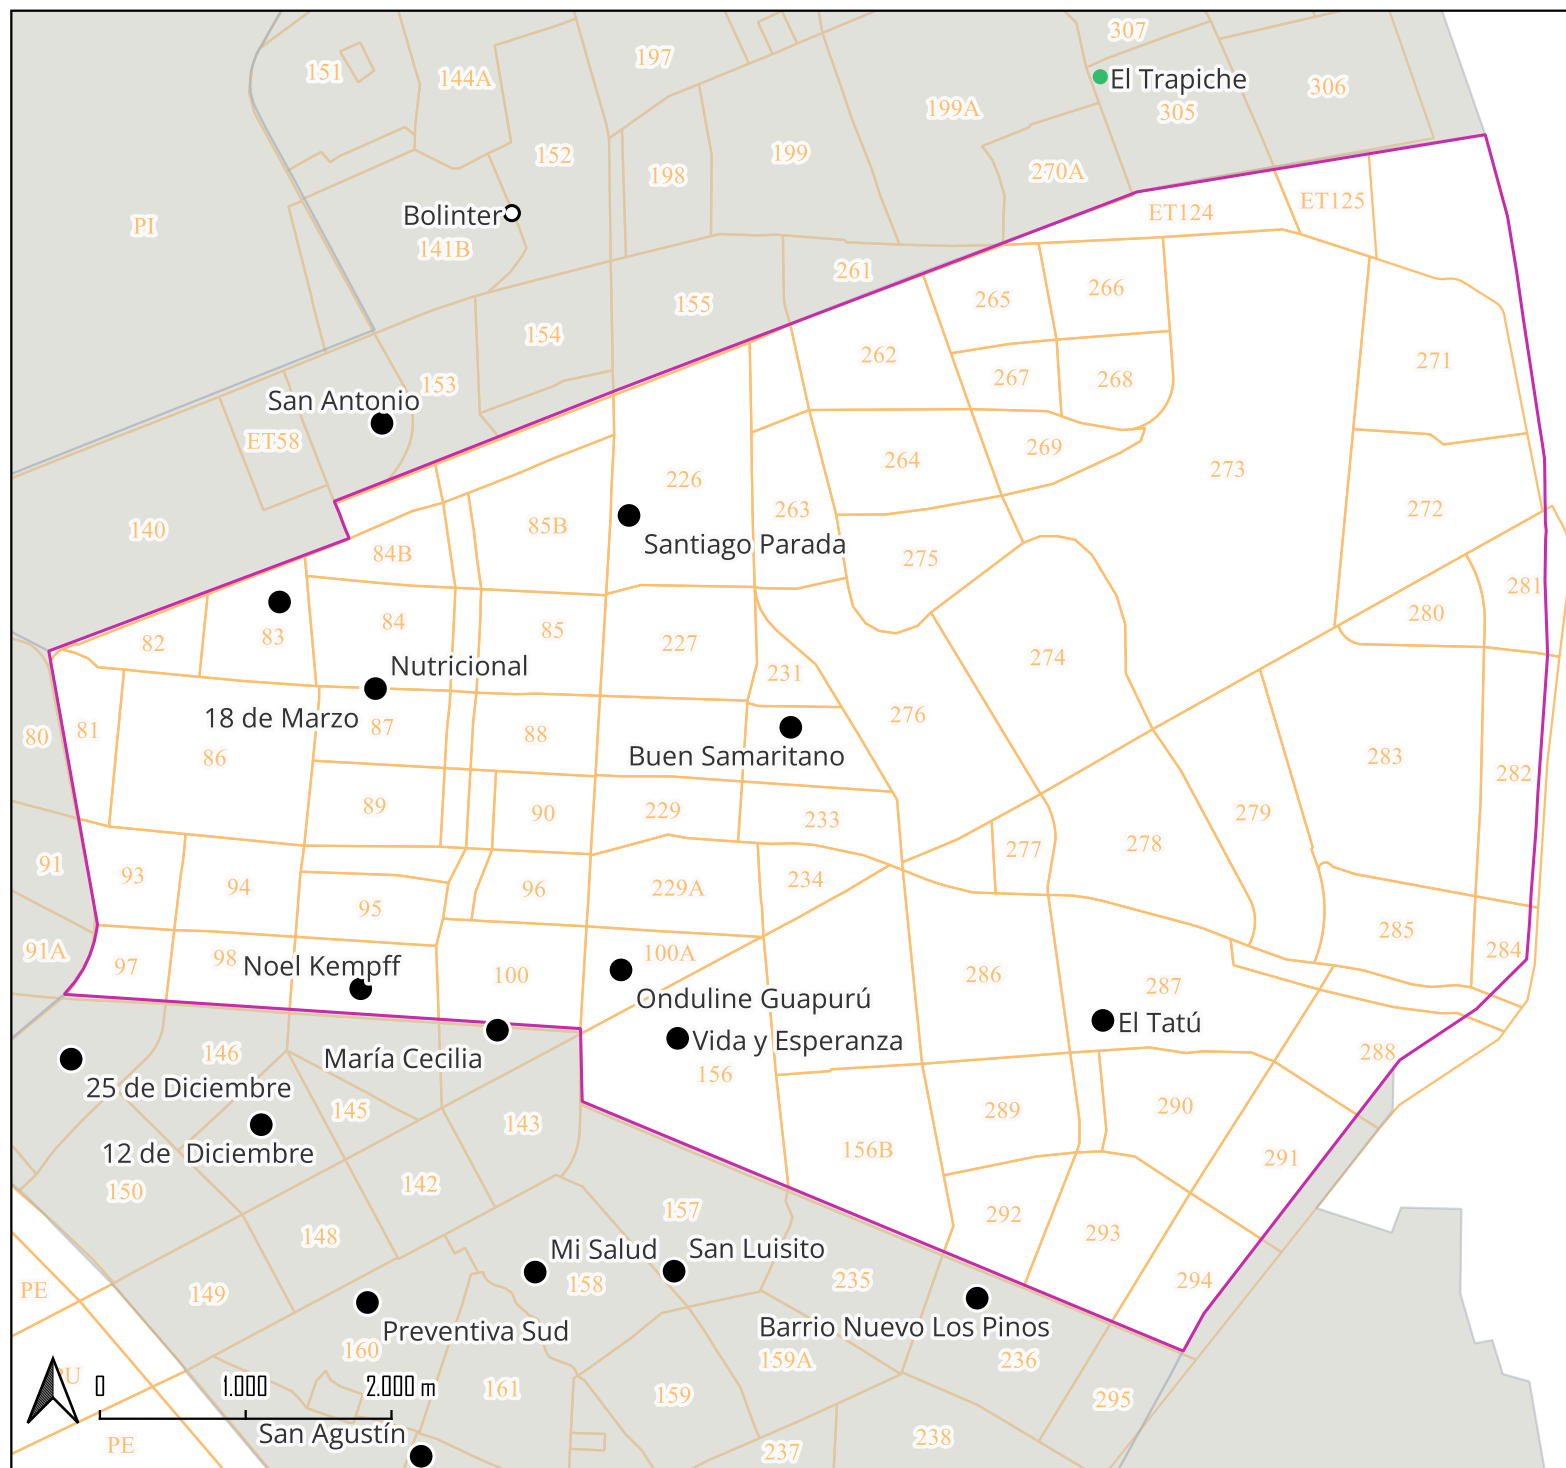 307
197
151
144A
El Trapiche
306
199A
305
152
199
198
270A
ET125
Bolinter
ET124
PI
141B
261
266
265
155
154
262
271
267
268
153
San Antonio
ET58
269
264
273
226
263
272
140
85B
Santiago Parada
84B
275
281
280
84
85
82
83
227
274
Nutricional
231
276
18 de Marzo
87
81
80
88
86
Buen Samaritano
283
282
89
90
229
233
279
278
277
91
93
94
96
229A
234
95
285
91A
98
100A
284
Noel Kempff
97
100
286
287
Onduline Guapurú
El Tatú
Vida y Esperanza
146
María Cecilia
288
156
25 de Diciembre
145
289
290
143
12 de Diciembre
156B
291
142
150
157
292
148
293
Mi Salud
San Luisito
158
235
294
PE
149
Preventiva Sud
Barrio Nuevo Los Pinos
160
159A
236
PU
0
1.000
2.000 m
161
159
295
San Agustín
238
PE
237